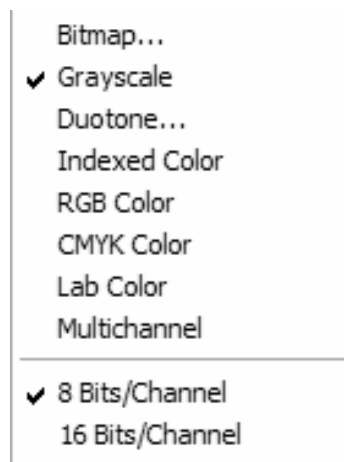 Bitmap...
Grayscale
Duotone...
Indexed Color
RGB Color
CMYK Color
Lab Color
Multichannel
8 Bits/Channel
16 Bits/Channel